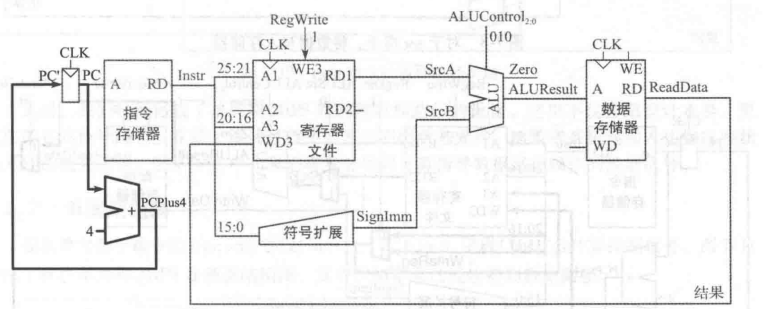 RegWrite
1
ALUControl2:0
010
CLK
PC'
PC
A
RD
Instr
指令
存储器
25:21
20:16
15:0
CLK
WE3
A1
RD1
A2
RD2
A3
WD3
寄存器
文件
SrcA
SrcB
ALU
Zero
ALUResult
CLK
WE
A
RD
数据
存储器
WD
ReadData
PCPlus4
4
+
符号扩展
SignImm
结果